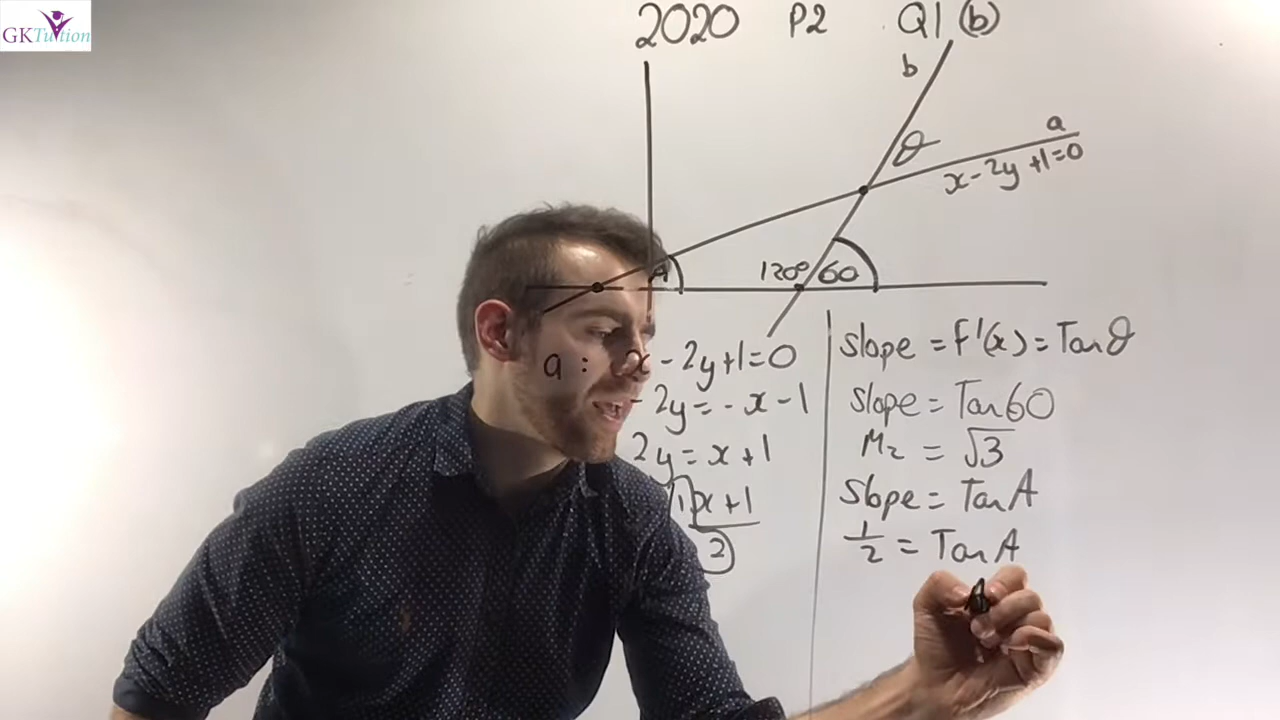 GKTuition
2020 P2 Q1 (b)
b
θ
a
x - 2y + 1 = 0
A
120° 60
a : x - 2y + 1 = 0
- 2y = - x - 1
2y = x + 1
1x + 1
2
Slope = f'(x) = Tan θ
Slope = Tan 60
M₂ = √3
Slope = Tan A
1/2 = Tan A